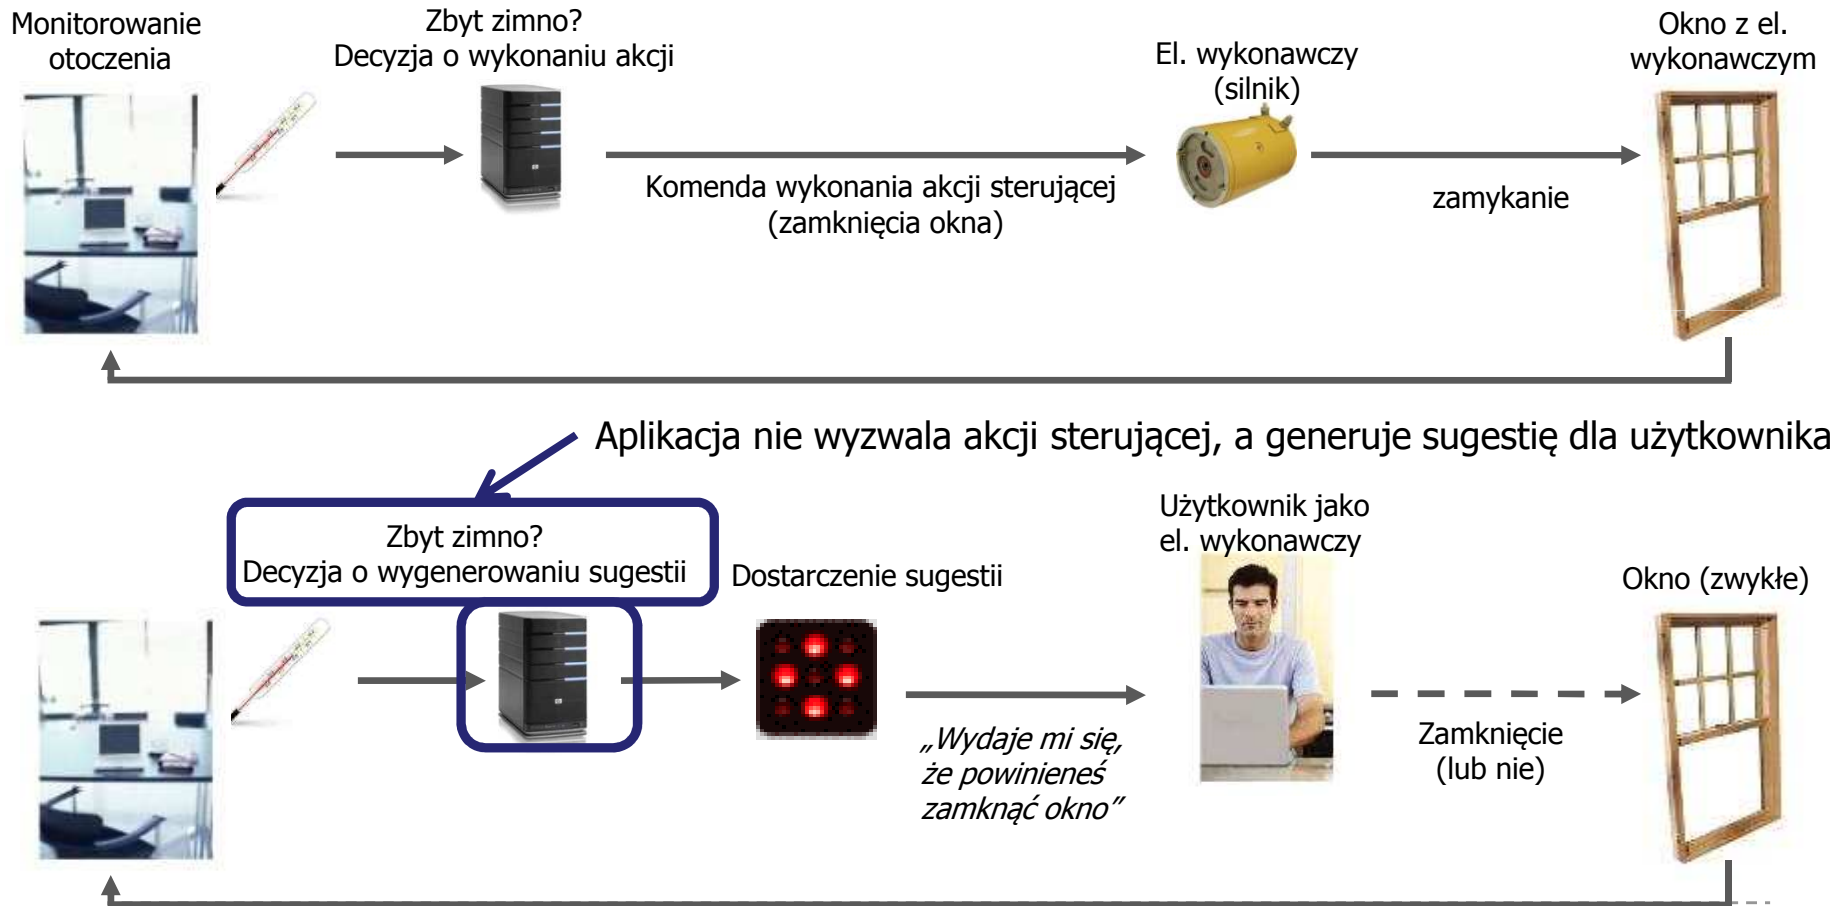 Monitorowanie
otoczenia
Zbyt zimno?
Decyzja o wykonaniu akcji
El. wykonawczy
(silnik)
Okno z el.
wykonawczym
Komenda wykonania akcji sterującej
(zamknięcia okna)
zamykanie
Aplikacja nie wyzwala akcji sterującej, a generuje sugestię dla użytkownika
Zbyt zimno?
Decyzja o wygenerowaniu sugestii
Dostarczenie sugestii
Użytkownik jako
el. wykonawczy
Okno (zwykłe)
„Wydaje mi się,
że powinieneś
zamknąć okno”
Zamknięcie
(lub nie)